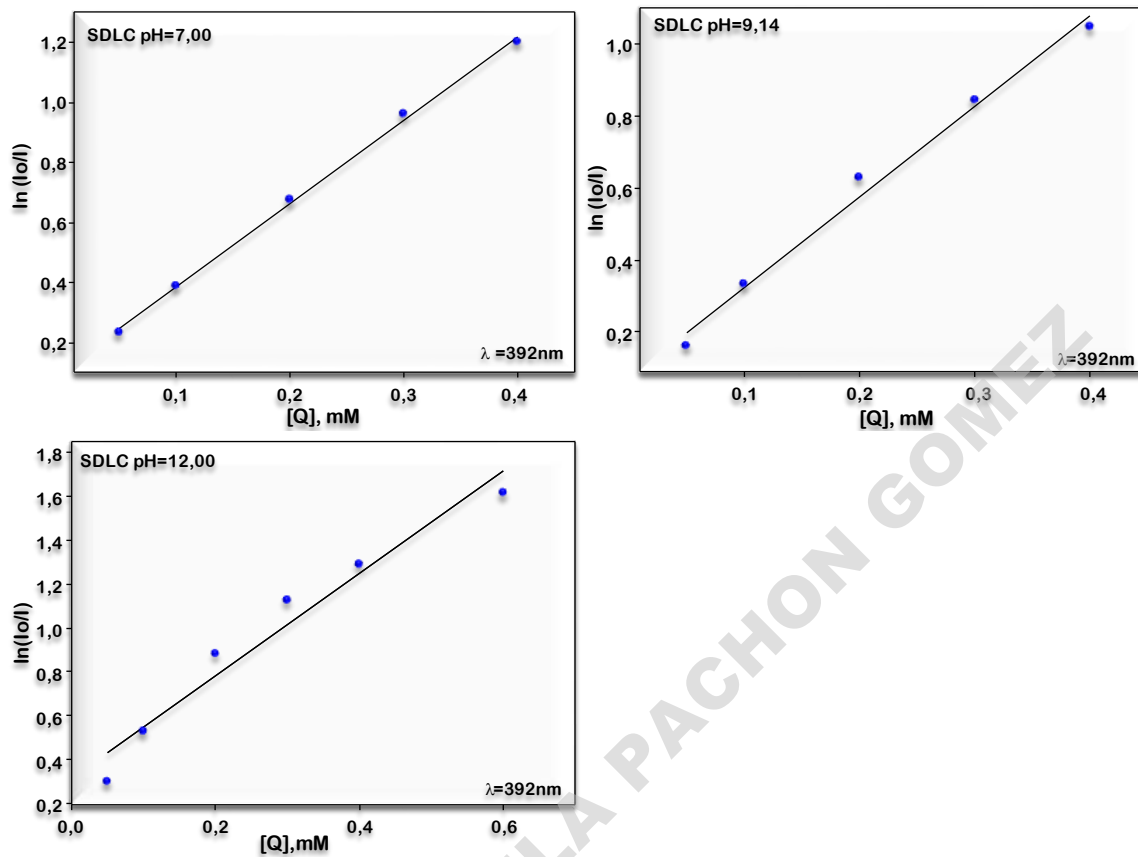 SDLC pH=7,00
ln (Io/I)
1,2
1,0
0,8
0,6
0,4
0,2
λ =392nm
0,1 0,2 0,3 0,4
[Q], mM
SDLC pH=9,14
ln (Io/I)
1,0
0,8
0,6
0,4
0,2
λ=392nm
0,1 0,2 0,3 0,4
[Q], mM
SDLC pH=12,00
ln(Io/I)
1,8
1,6
1,4
1,2
1,0
0,8
0,6
0,4
0,2
λ=392nm
0,0 0,2 0,4 0,6
[Q],mM
LA PACHON GOMEZ